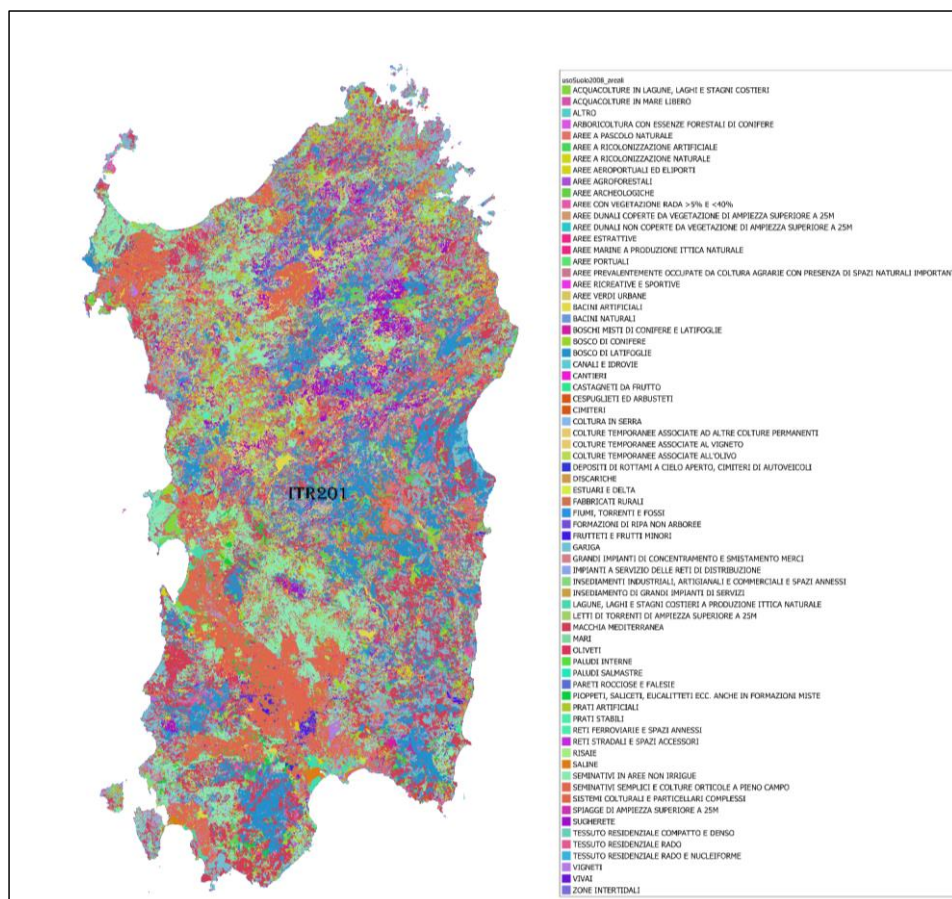 usoSuolo2008_areali
ACQUACOLTURE IN LAGUNE, LAGHI E STAGNI COSTIERI
ACQUACOLTURE IN MARE LIBERO
ALTRO
ARBORICOLTURA CON ESSENZE FORESTALI DI CONIFERE
AREE A PASCOLO NATURALE
AREE A RICOLONIZZAZIONE ARTIFICIALE
AREE A RICOLONIZZAZIONE NATURALE
AREE AEROPORTUALI ED ELIPORTI
AREE AGROFORESTALI
AREE ARCHEOLOGICHE
AREE CON VEGETAZIONE RADA >5% E <40%
AREE DUNALI COPERTE DA VEGETAZIONE DI AMPIEZZA SUPERIORE A 25M
AREE DUNALI NON COPERTE DA VEGETAZIONE DI AMPIEZZA SUPERIORE A 25M
AREE ESTRATTIVE
AREE MARINE A PRODUZIONE ITTICA NATURALE
AREE PORTUALI
AREE PREVALENTEMENTE OCCUPATE DA COLTURA AGRARIE CON PRESENZA DI SPAZI NATURALI IMPORTAN
AREE RICREATIVE E SPORTIVE
AREE VERDI URBANE
BACINI ARTIFICIALI
BACINI NATURALI
BOSCHI MISTI DI CONIFERE E LATIFOGLIE
BOSCO DI CONIFERE
BOSCO DI LATIFOGLIE
CANALI E IDROVIE
CANTIERI
CASTAGNETI DA FRUTTO
CESPUGLIETI ED ARBUSTETI
CIMITERI
COLTURA IN SERRA
COLTURE TEMPORANEE ASSOCIATE AD ALTRE COLTURE PERMANENTI
COLTURE TEMPORANEE ASSOCIATE AL VIGNETO
COLTURE TEMPORANEE ASSOCIATE ALL'OLIVO
DEPOSITI DI ROTTAMI A CIELO APERTO, CIMITERI DI AUTOVEICOLI
DISCARICHE
ESTUARI E DELTA
FABBRICATI RURALI
FIUMI, TORRENTI E FOSSI
FORMAZIONI DI RIPA NON ARBOREE
FRUTTETI E FRUTTI MINORI
GARIGA
GRANDI IMPIANTI DI CONCENTRAMENTO E SMISTAMENTO MERCI
IMPIANTI A SERVIZIO DELLE RETI DI DISTRIBUZIONE
INSEDIAMENTI INDUSTRIALI, ARTIGIANALI E COMMERCIALI E SPAZI ANNESSI
INSEDIAMENTO DI GRANDI IMPIANTI DI SERVIZI
LAGUNE, LAGHI E STAGNI COSTIERI A PRODUZIONE ITTICA NATURALE
LETTI DI TORRENTI DI AMPIEZZA SUPERIORE A 25M
MACCHIA MEDITERRANEA
MARI
OLIVETI
PALUDI INTERNE
PALUDI SALMASTRE
PARETI ROCCIOSE E FALESIE
PIOPPETI, SALICETI, EUCALITTETI ECC. ANCHE IN FORMAZIONI MISTE
PRATI ARTIFICIALI
PRATI STABILI
RETI FERROVIARIE E SPAZI ANNESSI
RETI STRADALI E SPAZI ACCESSORI
RISAIE
SALINE
SEMINATIVI IN AREE NON IRRIGUE
SEMINATIVI SEMPLICI E COLTURE ORTICOLE A PIENO CAMPO
SISTEMI COLTURALI E PARTICELLARI COMPLESSI
SPIAGGE DI AMPIEZZA SUPERIORE A 25M
SUGHERETE
TESSUTO RESIDENZIALE COMPATTO E DENSO
TESSUTO RESIDENZIALE RADO
TESSUTO RESIDENZIALE RADO E NUCLEIFORME
VIGNETI
VIVAI
ZONE INTERTIDALI
ITR201